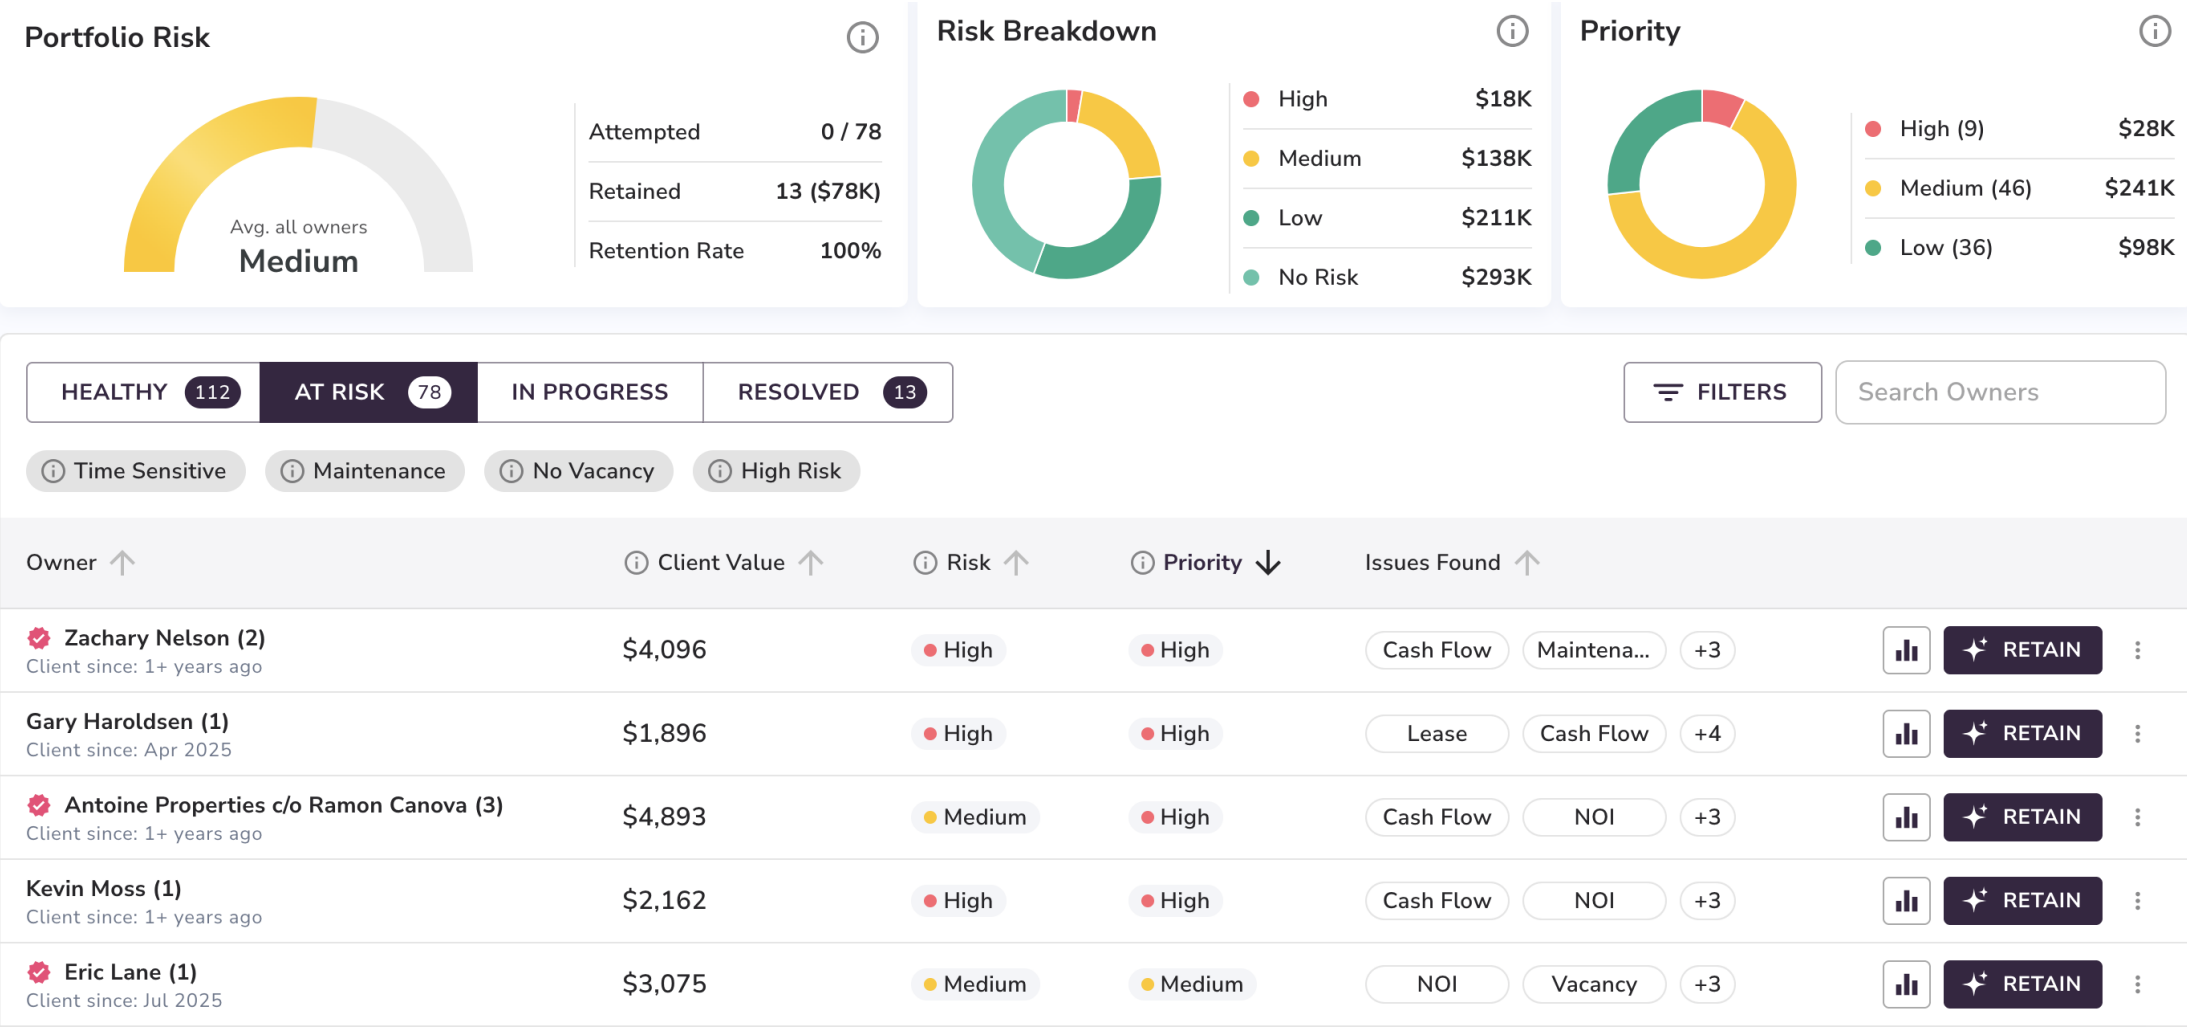 Portfolio Risk
Avg. all owners
Medium
Attempted 0 / 78
Retained 13 ($78K)
Retention Rate 100%
Risk Breakdown
High $18K
Medium $138K
Low $211K
No Risk $293K
Priority
High (9) $28K
Medium (46) $241K
Low (36) $98K
HEALTHY 112 AT RISK 78 IN PROGRESS RESOLVED 13 FILTERS Search Owners
Time Sensitive Maintenance No Vacancy High Risk
Owner Client Value Risk Priority Issues Found
Zachary Nelson (2) $4,096 High High Cash Flow Maintena... +3 RETAIN
Client since: 1+ years ago
Gary Haroldsen (1) $1,896 High High Lease Cash Flow +4 RETAIN
Client since: Apr 2025
Antoine Properties c/o Ramon Canova (3) $4,893 Medium High Cash Flow NOI +3 RETAIN
Client since: 1+ years ago
Kevin Moss (1) $2,162 High High Cash Flow NOI +3 RETAIN
Client since: 1+ years ago
Eric Lane (1) $3,075 Medium Medium NOI Vacancy +3 RETAIN
Client since: Jul 2025